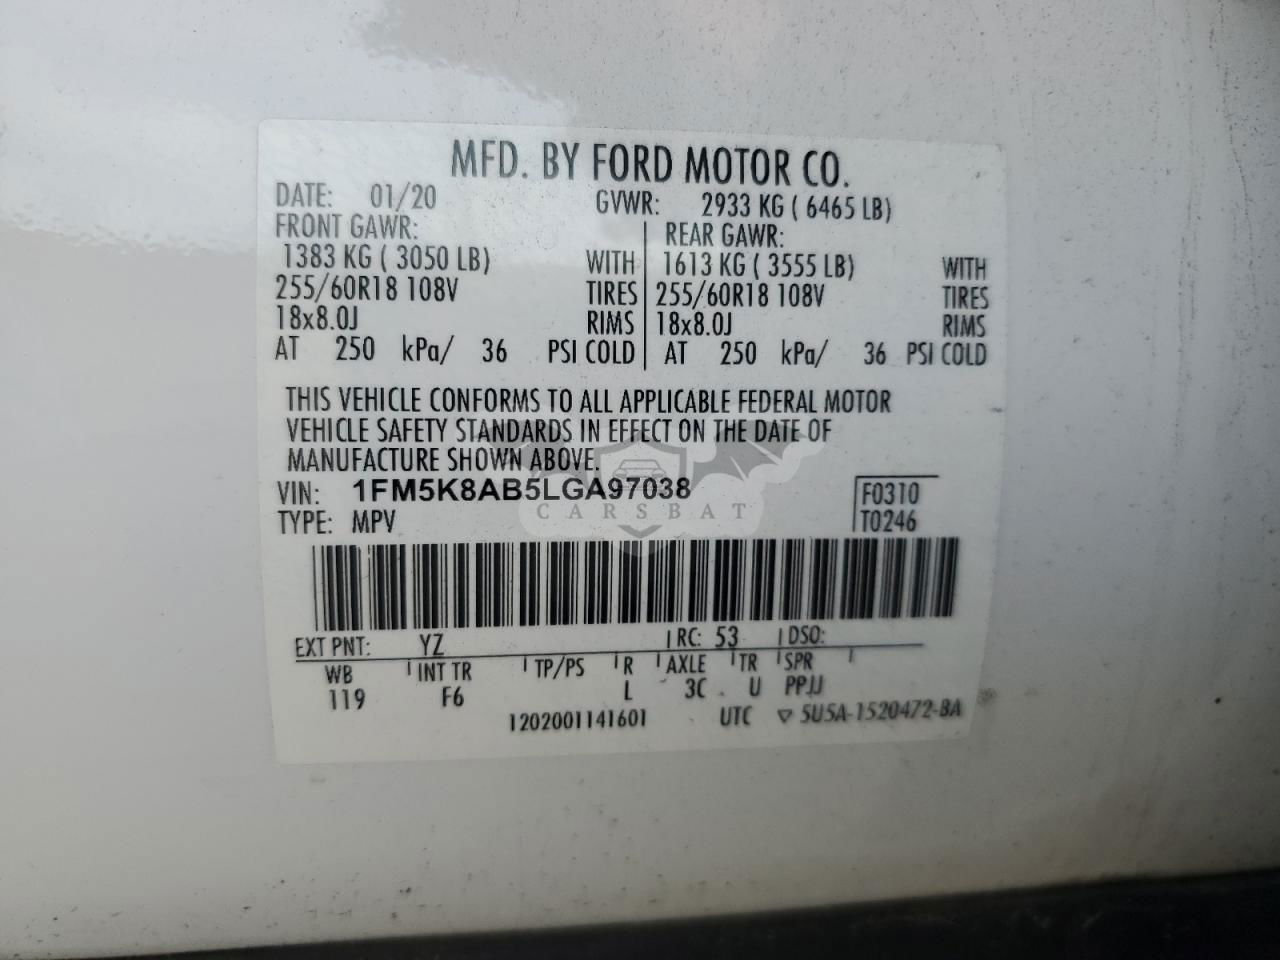 MFD. BY FORD MOTOR CO.
DATE: 01/20 GVWR: 2933 KG ( 6465 LB)
FRONT GAWR: REAR GAWR:
1383 KG ( 3050 LB) WITH 1613 KG ( 3555 LB) WITH
255/60R18 108V TIRES 255/60R18 108V TIRES
18x8.0J RIMS 18x8.0J RIMS
AT 250 kPa/ 36 PSI COLD AT 250 kPa/ 36 PSI COLD
THIS VEHICLE CONFORMS TO ALL APPLICABLE FEDERAL MOTOR
VEHICLE SAFETY STANDARDS IN EFFECT ON THE DATE OF
MANUFACTURE SHOWN ABOVE.
VIN: 1FM5K8AB5LGA97038 F0310
CARSBAT
TYPE: MPV T0246
EXT PNT: YZ RC: 53 DSO:
WB INT TR TP/PS R AXLE TR SPR
119 F6 L 3C U PPJJ
1202001141601 UTC ▽ 5U5A-1520472-BA